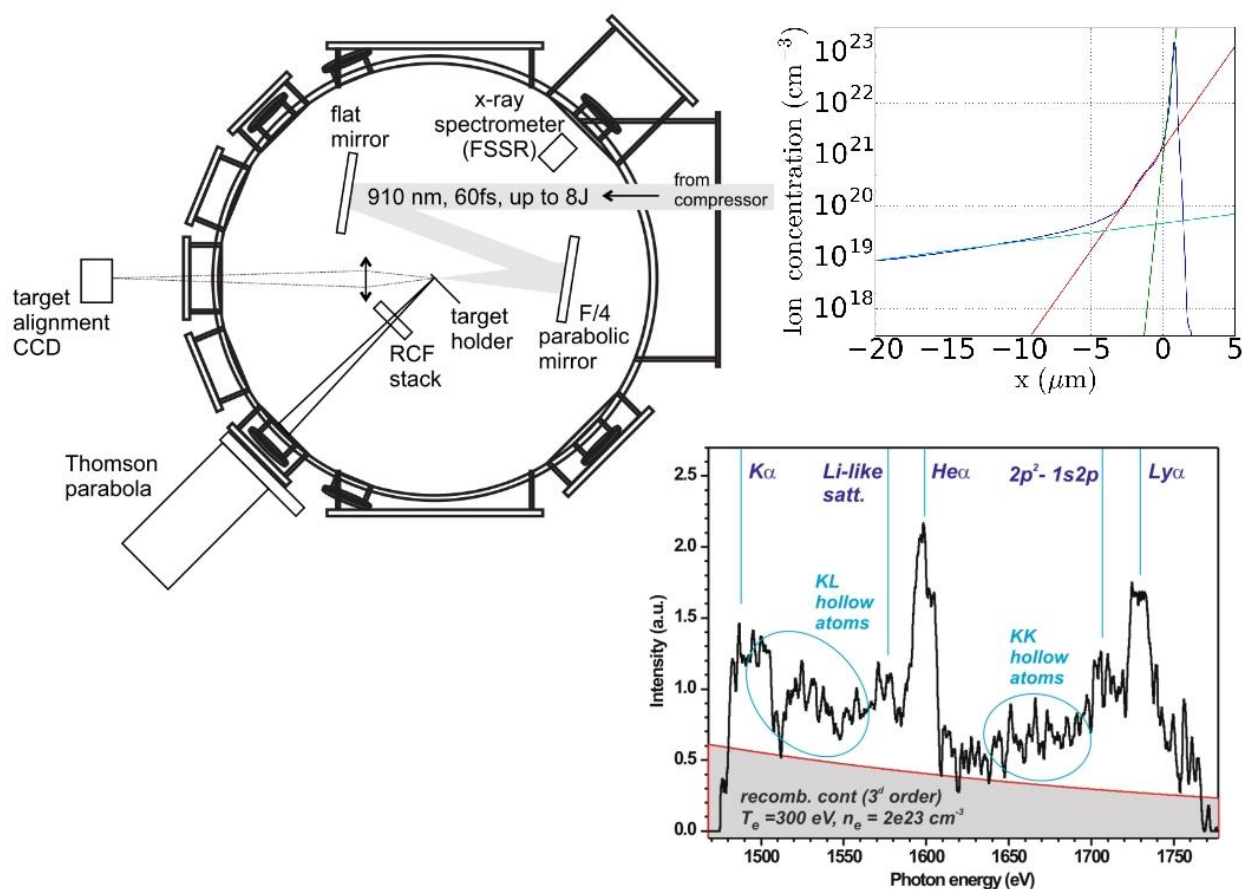 flat
mirror
x-ray
spectrometer
(FSSR)
910 nm, 60fs, up to 8J
from
compressor
target
alignment
CCD
RCF
stack
target
holder
F/4
parabolic
mirror
Thomson
parabola
Ion concentration (cm⁻³)
10²³
10²²
10²¹
10²⁰
10¹⁹
10¹⁸
−20 −15 −10 −5 0 5
x (μm)
Kα
Li-like
satt.
Heα
2p²- 1s2p
Lyα
KL
hollow
atoms
KK
hollow
atoms
Intensity (a.u.)
2.5
2.0
1.5
1.0
0.5
0.0
recomb. cont (3ᵈ order)
Tₑ =300 eV, nₑ = 2e23 cm⁻³
1500 1550 1600 1650 1700 1750
Photon energy (eV)